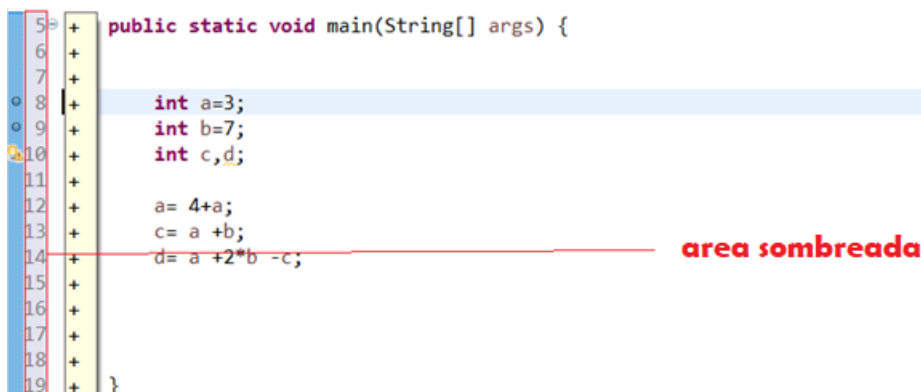 5 + public static void main(String[] args) {
6 +
7 +
8 + int a=3;
9 + int b=7;
10 + int c,d;
11 +
12 + a= 4+a;
13 + c= a +b;
14 + d= a +2*b -c; area sombreada
15 +
16 +
17 +
18 +
19 + }